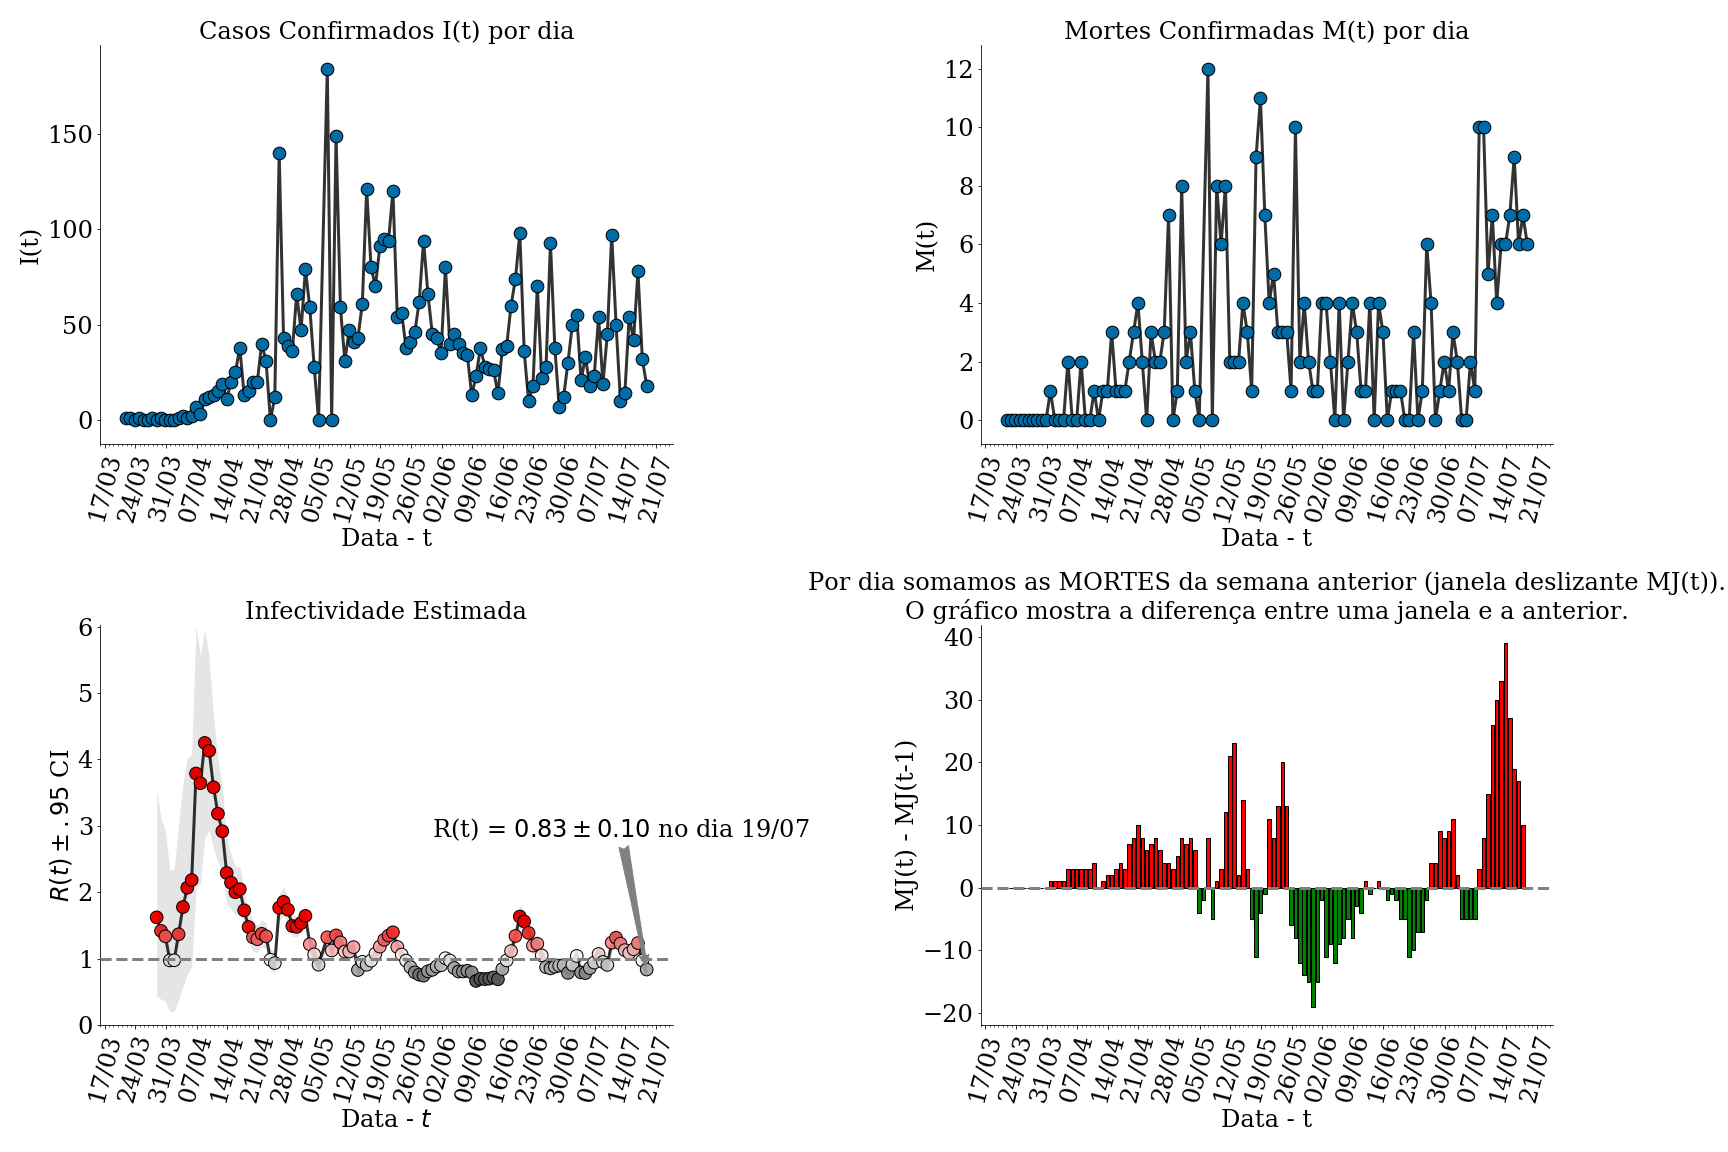 Casos Confirmados I(t) por dia
I(t)
150
100
50
0
17/03 24/03 31/03 07/04 14/04 21/04 28/04 05/05 12/05 19/05 26/05 02/06 09/06 16/06 23/06 30/06 07/07 14/07 21/07
Data - t
Mortes Confirmadas M(t) por dia
M(t)
12
10
8
6
4
2
0
17/03 24/03 31/03 07/04 14/04 21/04 28/04 05/05 12/05 19/05 26/05 02/06 09/06 16/06 23/06 30/06 07/07 14/07 21/07
Data - t
Infectividade Estimada
R(t) ± .95 CI
6
5
4
3
2
1
0
R(t) = 0.83 ± 0.10 no dia 19/07
17/03 24/03 31/03 07/04 14/04 21/04 28/04 05/05 12/05 19/05 26/05 02/06 09/06 16/06 23/06 30/06 07/07 14/07 21/07
Data - t
Por dia somamos as MORTES da semana anterior (janela deslizante MJ(t)).
O gráfico mostra a diferença entre uma janela e a anterior.
MJ(t) - MJ(t-1)
40
30
20
10
0
−10
−20
17/03 24/03 31/03 07/04 14/04 21/04 28/04 05/05 12/05 19/05 26/05 02/06 09/06 16/06 23/06 30/06 07/07 14/07 21/07
Data - t